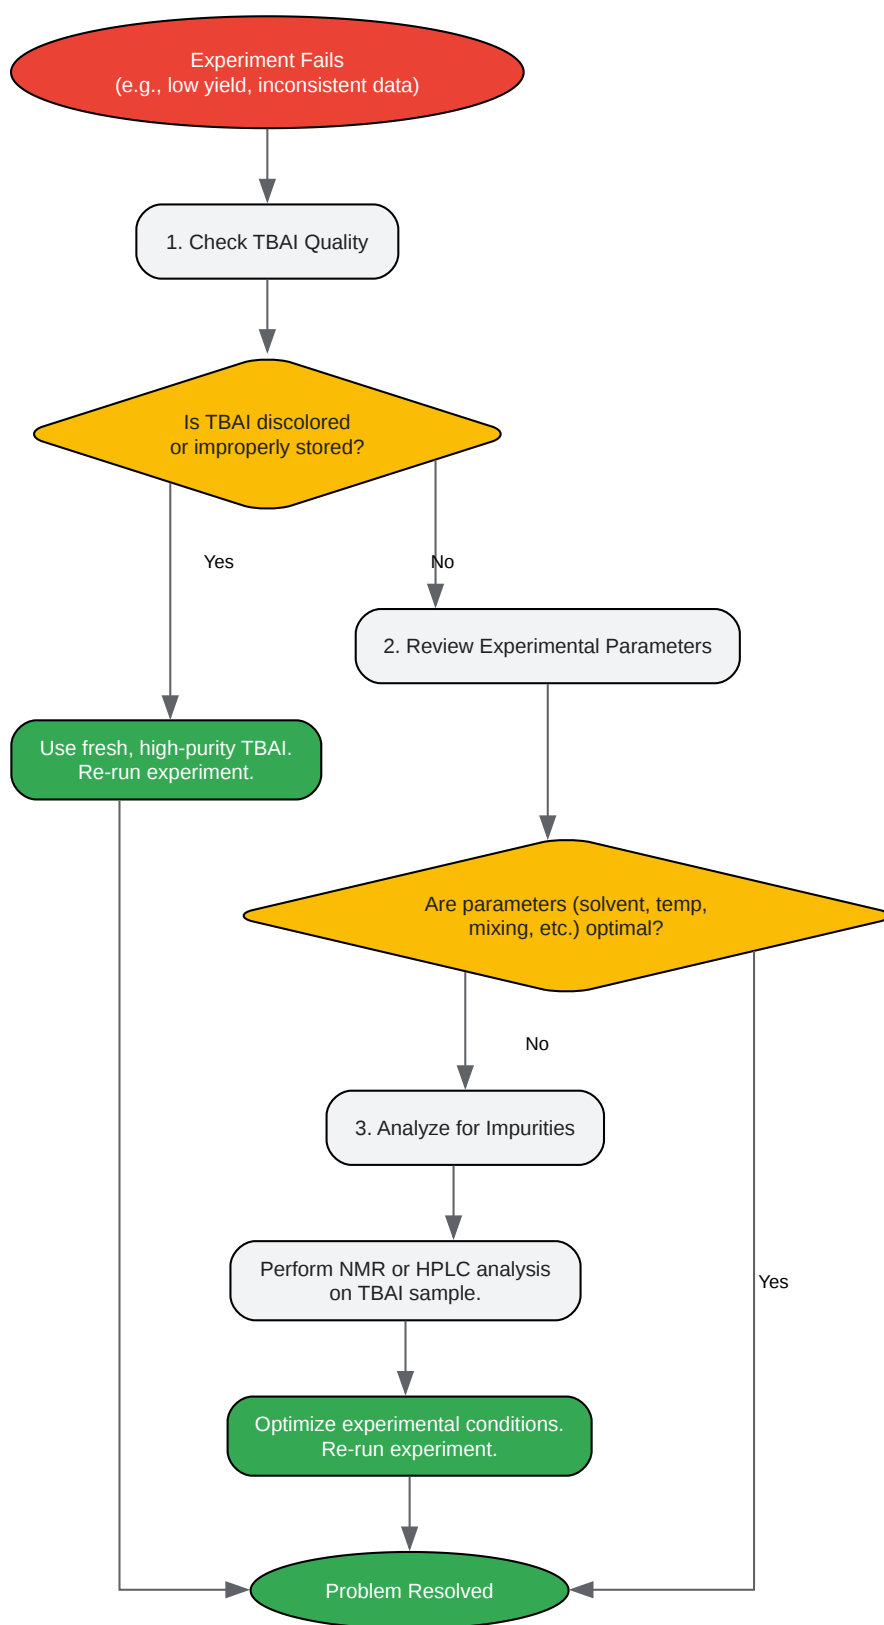 Experiment Fails
(e.g., low yield, inconsistent data)
1. Check TBAI Quality
Is TBAI discolored
or improperly stored?
Yes
No
2. Review Experimental Parameters
Use fresh, high-purity TBAI.
Re-run experiment.
Are parameters (solvent, temp,
mixing, etc.) optimal?
No
3. Analyze for Impurities
Perform NMR or HPLC analysis
on TBAI sample.
Yes
Optimize experimental conditions.
Re-run experiment.
Problem Resolved